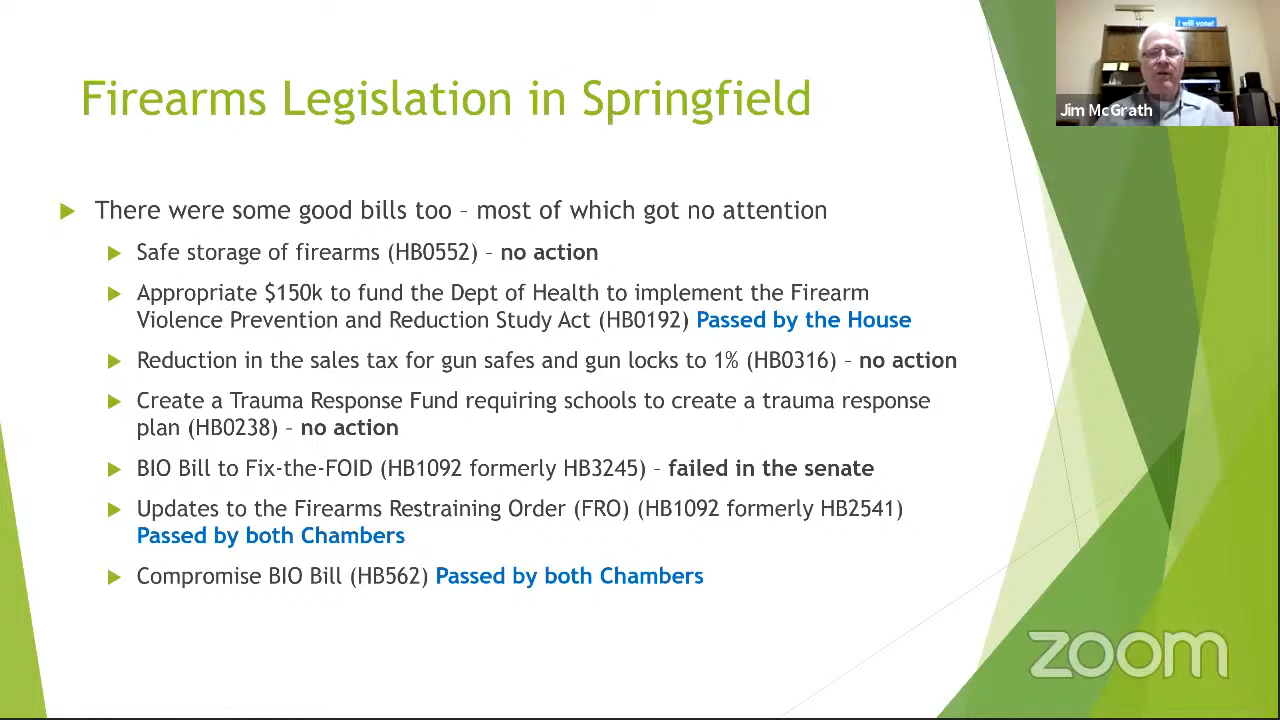 I will vote!
Jim McGrath
Firearms Legislation in Springfield
There were some good bills too – most of which got no attention
Safe storage of firearms (HB0552) – no action
Appropriate $150k to fund the Dept of Health to implement the Firearm
Violence Prevention and Reduction Study Act (HB0192) Passed by the House
Reduction in the sales tax for gun safes and gun locks to 1% (HB0316) – no action
Create a Trauma Response Fund requiring schools to create a trauma response
plan (HB0238) – no action
BIO Bill to Fix-the-FOID (HB1092 formerly HB3245) – failed in the senate
Updates to the Firearms Restraining Order (FRO) (HB1092 formerly HB2541)
Passed by both Chambers
Compromise BIO Bill (HB562) Passed by both Chambers
zoom